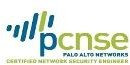 pcnse
PALO ALTO NETWORKS
CERTIFIED NETWORK SECURITY ENGINEER